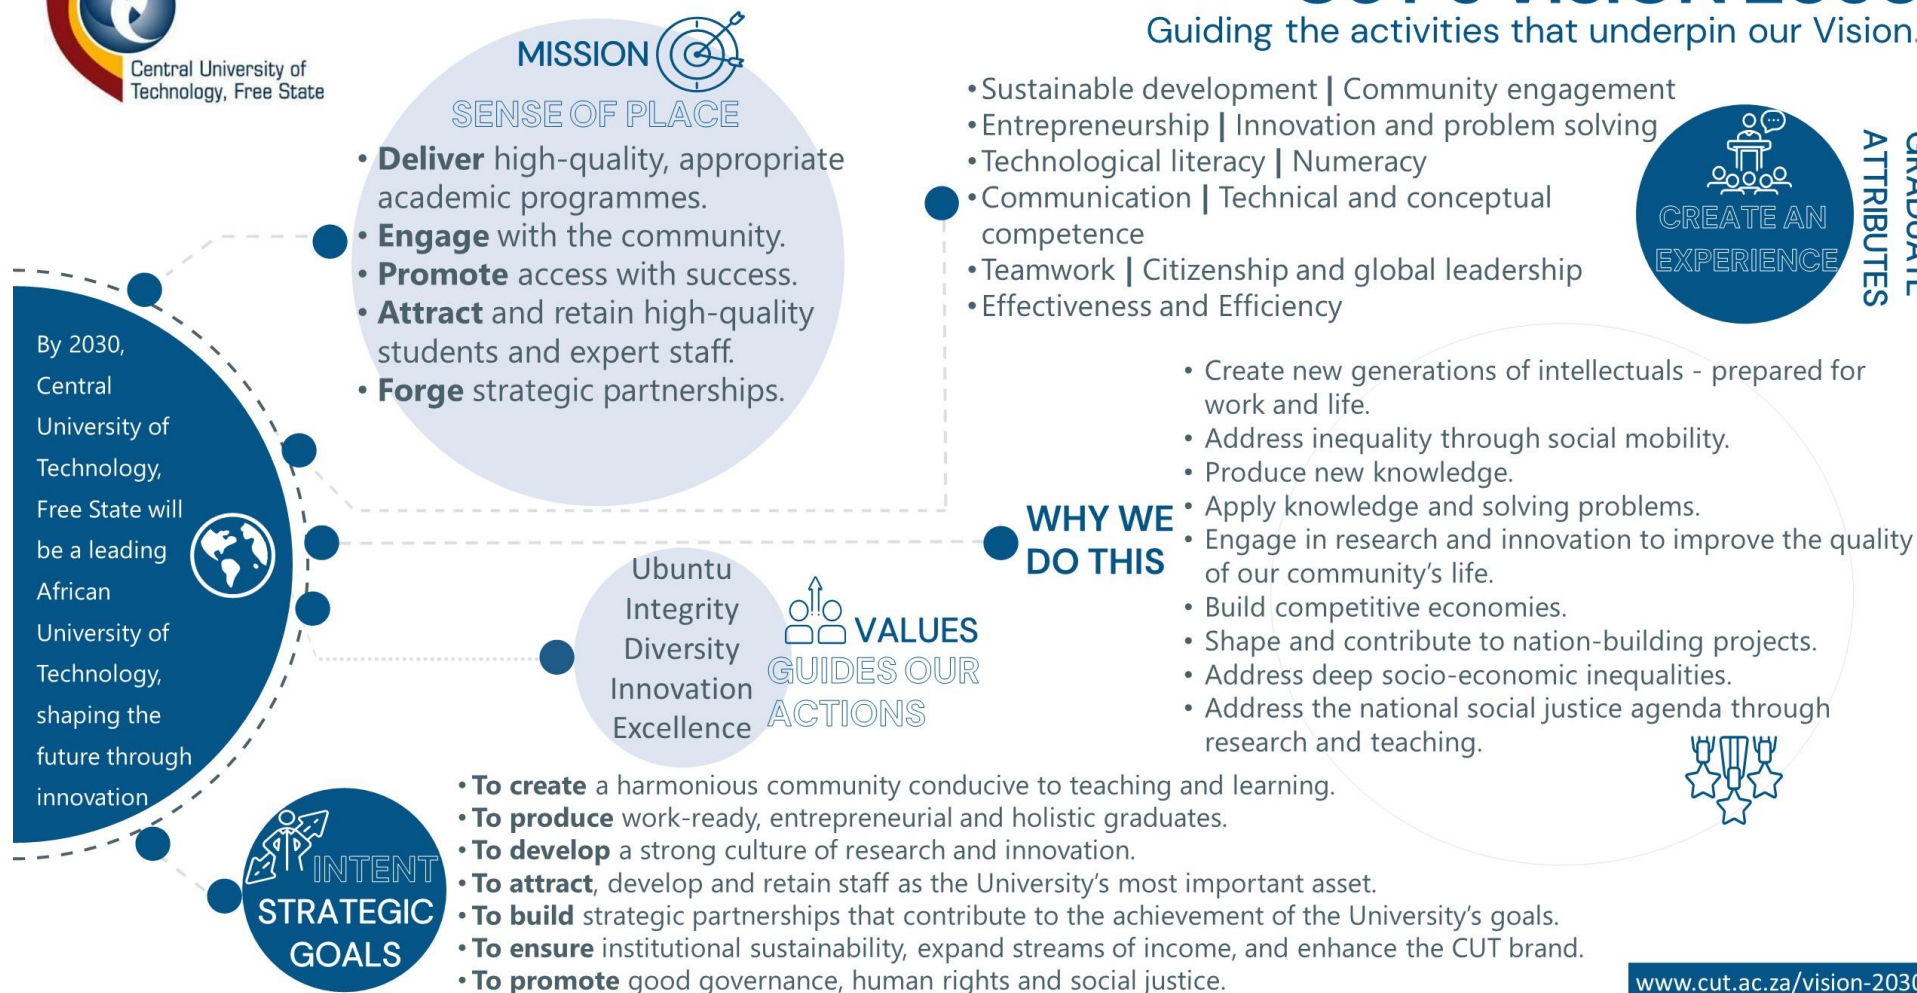 Central University of
Technology, Free State
Guiding the activities that underpin our Vision.
MISSION
SENSE OF PLACE
• Deliver high-quality, appropriate
academic programmes.
• Engage with the community.
• Promote access with success.
• Attract and retain high-quality
students and expert staff.
• Forge strategic partnerships.
• Sustainable development | Community engagement
• Entrepreneurship | Innovation and problem solving
• Technological literacy | Numeracy
• Communication | Technical and conceptual
competence
• Teamwork | Citizenship and global leadership
• Effectiveness and Efficiency
CREATE AN
EXPERIENCE
GRADUATE
ATTRIBUTES
By 2030,
Central
University of
Technology,
Free State will
be a leading
African
University of
Technology,
shaping the
future through
innovation
WHY WE
DO THIS
• Create new generations of intellectuals - prepared for
work and life.
• Address inequality through social mobility.
• Produce new knowledge.
• Apply knowledge and solving problems.
• Engage in research and innovation to improve the quality
of our community's life.
• Build competitive economies.
• Shape and contribute to nation-building projects.
• Address deep socio-economic inequalities.
• Address the national social justice agenda through
research and teaching.
Ubuntu
Integrity
Diversity
Innovation
Excellence
VALUES
GUIDES OUR
ACTIONS
INTENT
STRATEGIC
GOALS
• To create a harmonious community conducive to teaching and learning.
• To produce work-ready, entrepreneurial and holistic graduates.
• To develop a strong culture of research and innovation.
• To attract, develop and retain staff as the University's most important asset.
• To build strategic partnerships that contribute to the achievement of the University's goals.
• To ensure institutional sustainability, expand streams of income, and enhance the CUT brand.
• To promote good governance, human rights and social justice.
www.cut.ac.za/vision-2030